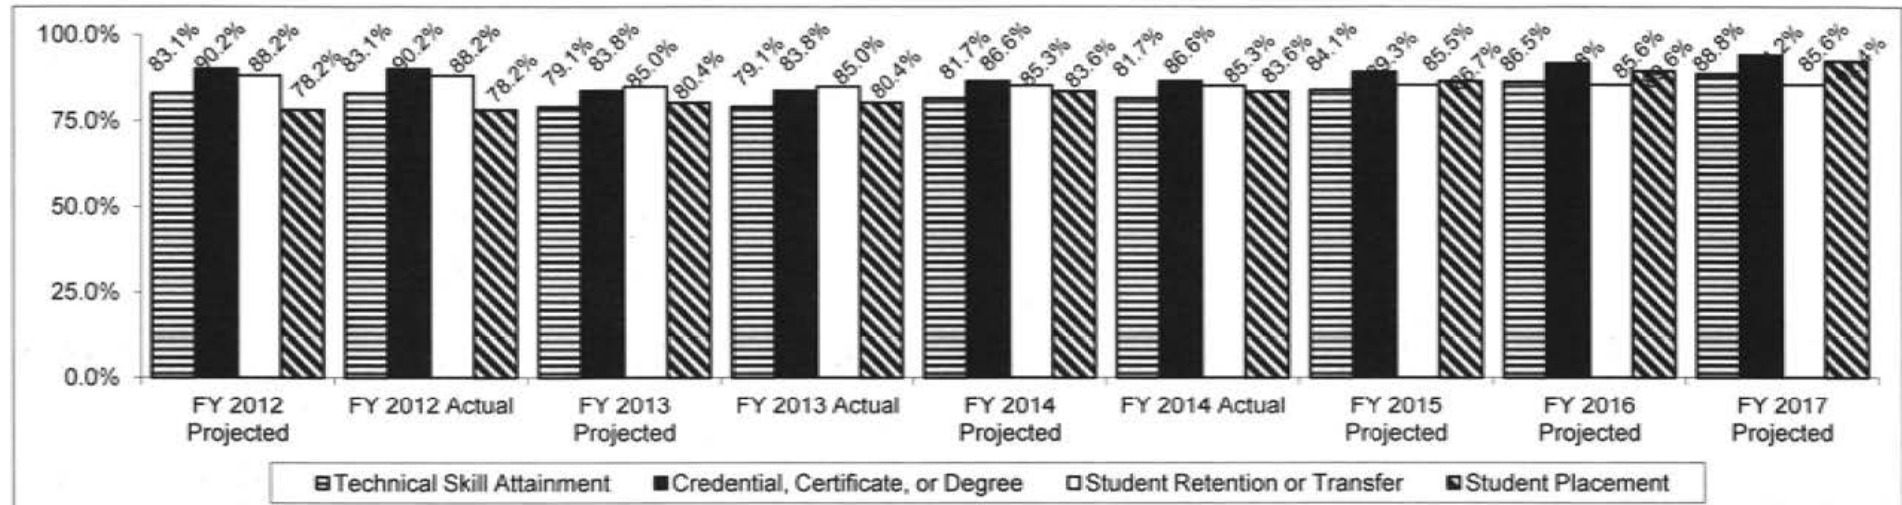 100.0%
75.0%
50.0%
25.0%
0.0%
83.1% 90.2% 88.2% 78.2%
83.1% 90.2% 88.2% 78.2%
79.1% 83.8% 85.0% 80.4%
79.1% 83.8% 85.0% 80.4%
81.7% 86.6% 85.3% 83.6%
81.7% 86.6% 85.3% 83.6%
84.1% 89.3% 85.5% 86.7%
86.5% 85.6%
88.8% 85.6%
FY 2012 Projected
FY 2012 Actual
FY 2013 Projected
FY 2013 Actual
FY 2014 Projected
FY 2014 Actual
FY 2015 Projected
FY 2016 Projected
FY 2017 Projected
Technical Skill Attainment
Credential, Certificate, or Degree
Student Retention or Transfer
Student Placement